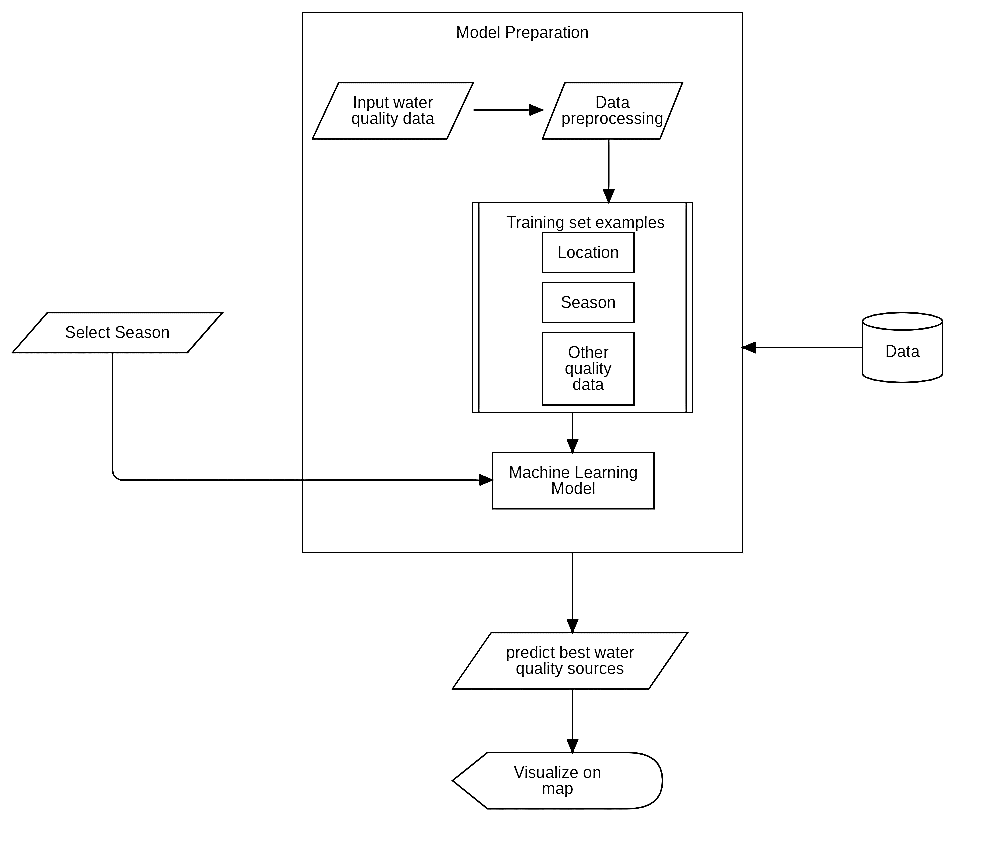 Model Preparation
Input water
quality data
Data
preprocessing
Training set examples
Location
Season
Other
quality
data
Select Season
Data
Machine Learning
Model
predict best water
quality sources
Visualize on
map